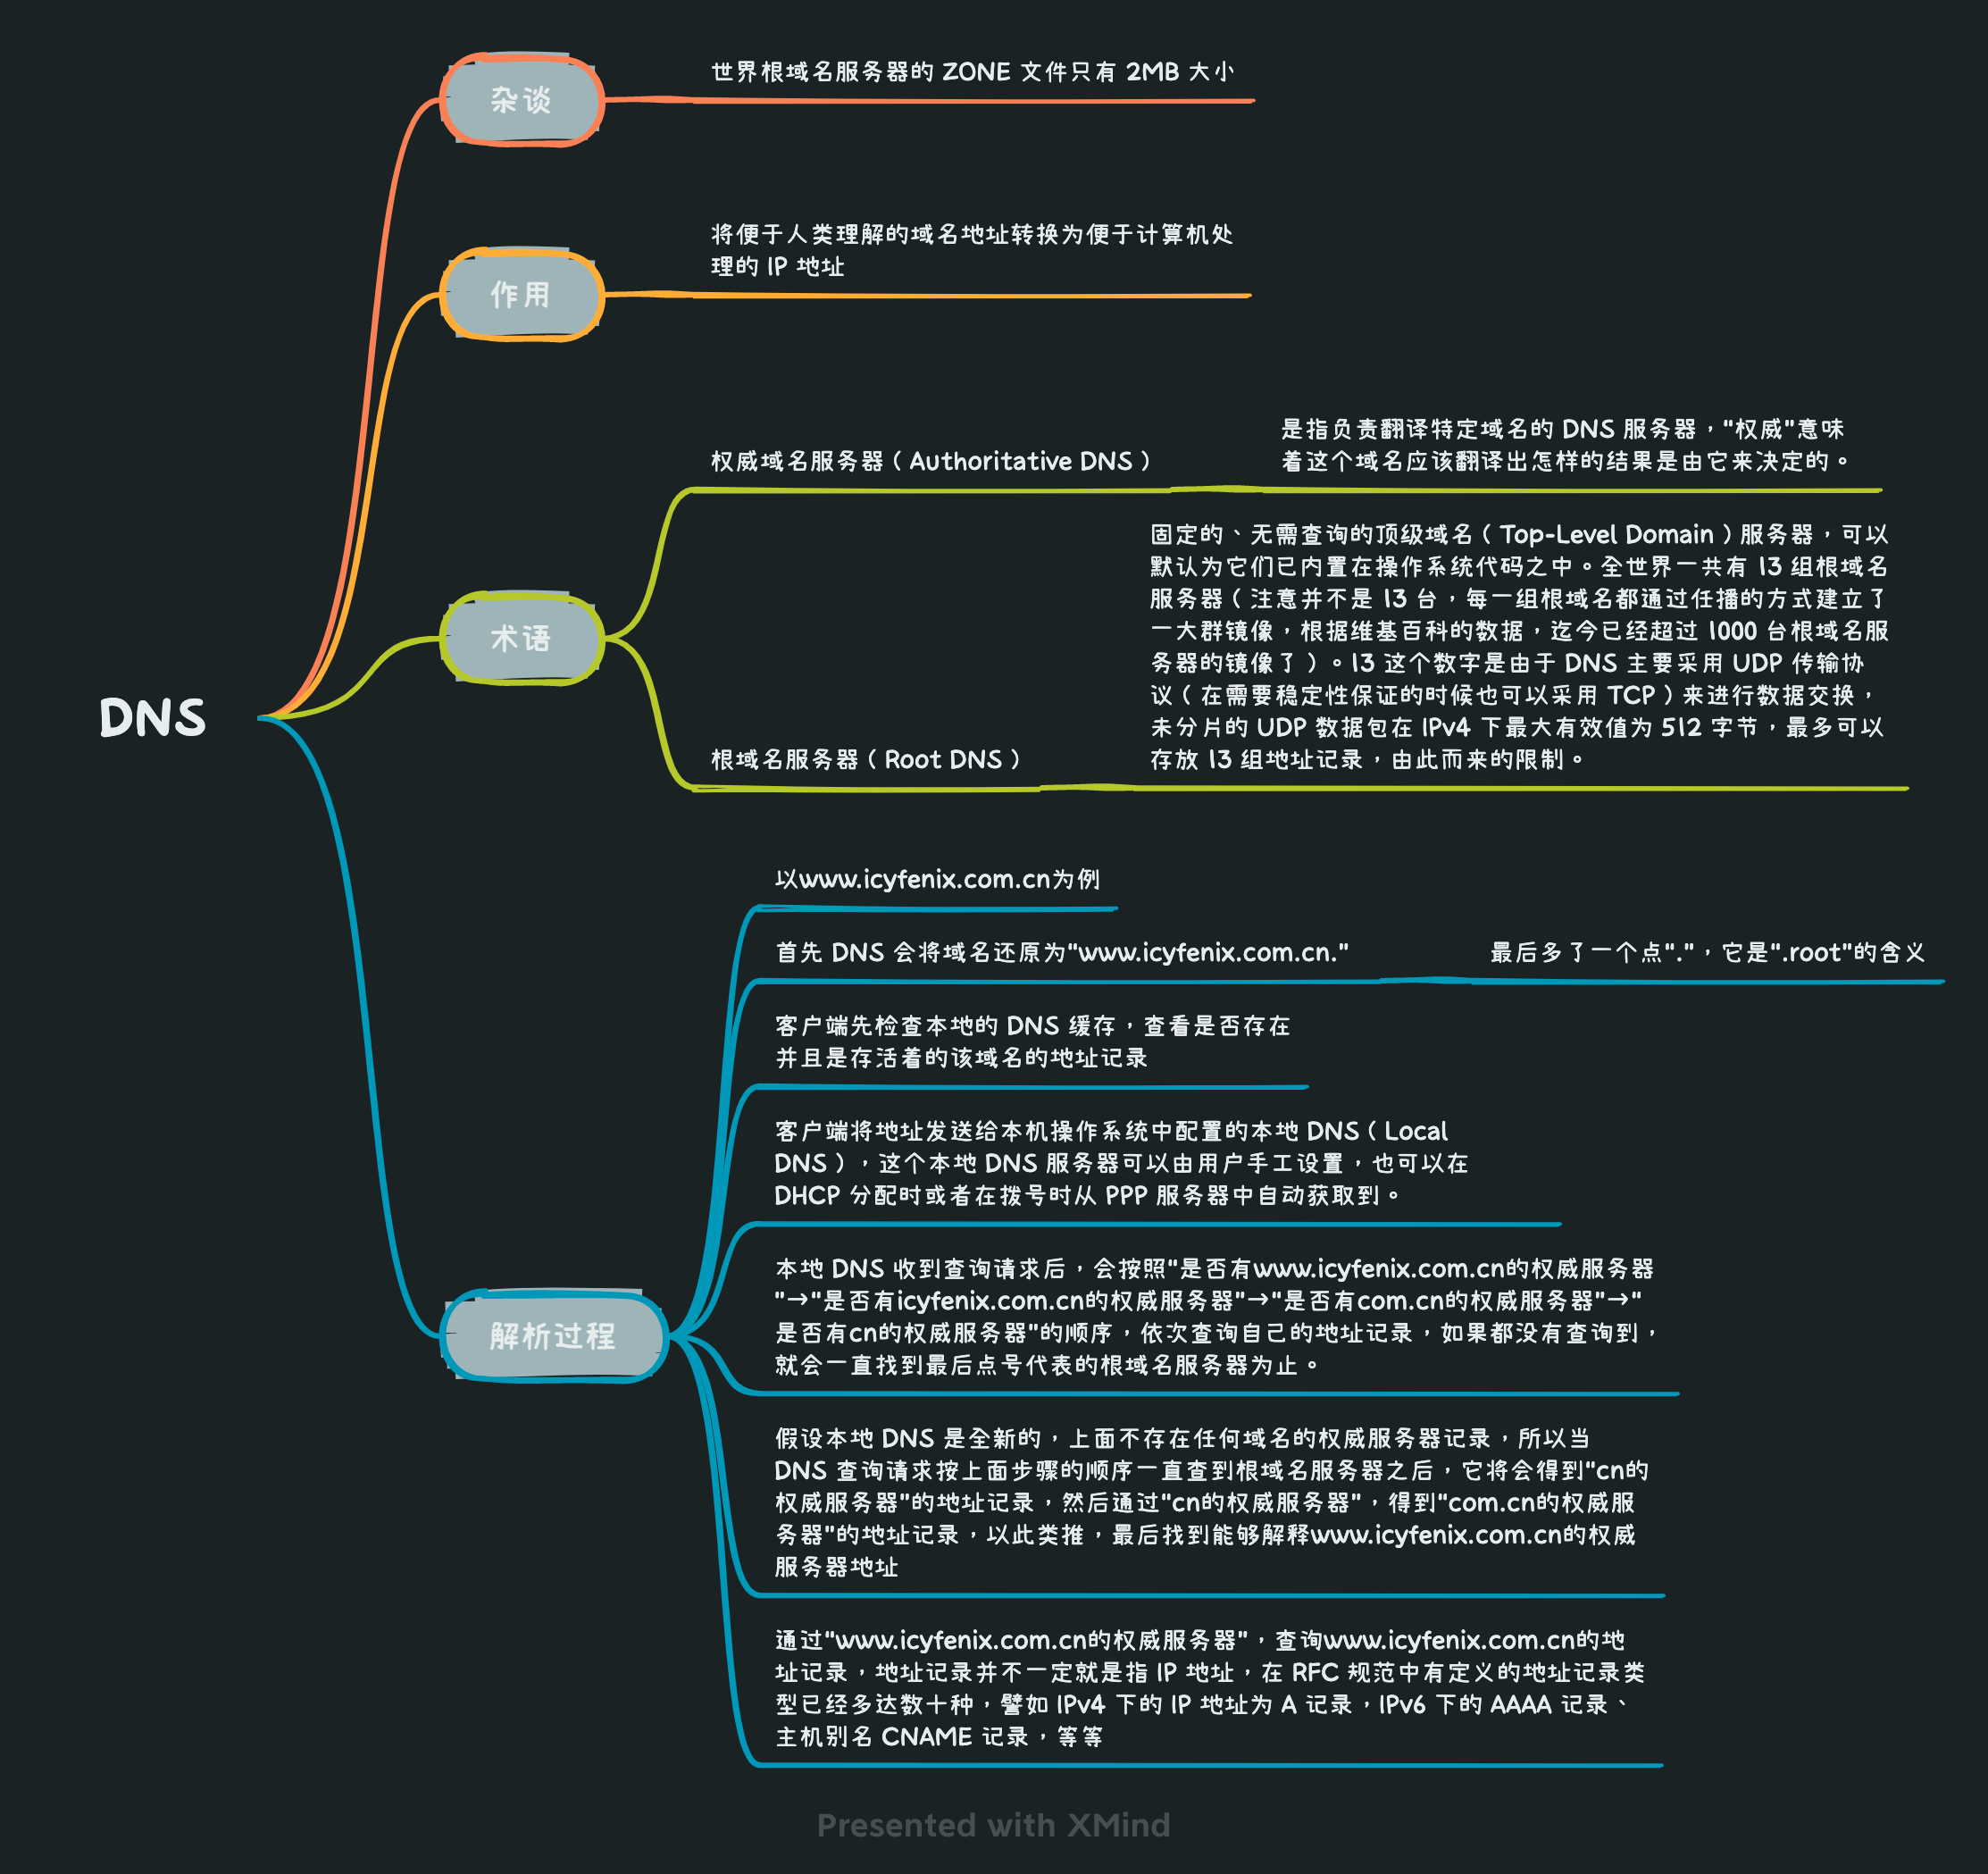 杂谈
世界根域名服务器的 ZONE 文件只有 2MB 大小
作用
将便于人类理解的域名地址转换为便于计算机处
理的 IP 地址
术语
权威域名服务器（Authoritative DNS）
是指负责翻译特定域名的 DNS 服务器，"权威"意味
着这个域名应该翻译出怎样的结果是由它来决定的。
根域名服务器（Root DNS）
固定的、无需查询的顶级域名（Top-Level Domain）服务器，可以
默认为它们已内置在操作系统代码之中。全世界一共有 13 组根域名
服务器（注意并不是 13 台，每一组根域名都通过任播的方式建立了
一大群镜像，根据维基百科的数据，迄今已经超过 1000 台根域名服
务器的镜像了）。13 这个数字是由于 DNS 主要采用 UDP 传输协
议（在需要稳定性保证的时候也可以采用 TCP）来进行数据交换，
未分片的 UDP 数据包在 IPv4 下最大有效值为 512 字节，最多可以
存放 13 组地址记录，由此而来的限制。
DNS
解析过程
以www.icyfenix.com.cn为例
首先 DNS 会将域名还原为"www.icyfenix.com.cn."
最后多了一个点"."，它是".root"的含义
客户端先检查本地的 DNS 缓存，查看是否存在
并且是存活着的该域名的地址记录
客户端将地址发送给本机操作系统中配置的本地 DNS（Local
DNS），这个本地 DNS 服务器可以由用户手工设置，也可以在
DHCP 分配时或者在拨号时从 PPP 服务器中自动获取到。
本地 DNS 收到查询请求后，会按照"是否有www.icyfenix.com.cn的权威服务器
"→"是否有icyfenix.com.cn的权威服务器"→"是否有com.cn的权威服务器"→"
是否有cn的权威服务器"的顺序，依次查询自己的地址记录，如果都没有查询到，
就会一直找到最后点号代表的根域名服务器为止。
假设本地 DNS 是全新的，上面不存在任何域名的权威服务器记录，所以当
DNS 查询请求按上面步骤的顺序一直查到根域名服务器之后，它将会得到"cn的
权威服务器"的地址记录，然后通过"cn的权威服务器"，得到"com.cn的权威服
务器"的地址记录，以此类推，最后找到能够解释www.icyfenix.com.cn的权威
服务器地址
通过"www.icyfenix.com.cn的权威服务器"，查询www.icyfenix.com.cn的地
址记录，地址记录并不一定就是指 IP 地址，在 RFC 规范中有定义的地址记录类
型已经多达数十种，譬如 IPv4 下的 IP 地址为 A 记录，IPv6 下的 AAAA 记录、
主机别名 CNAME 记录，等等
Presented with XMind